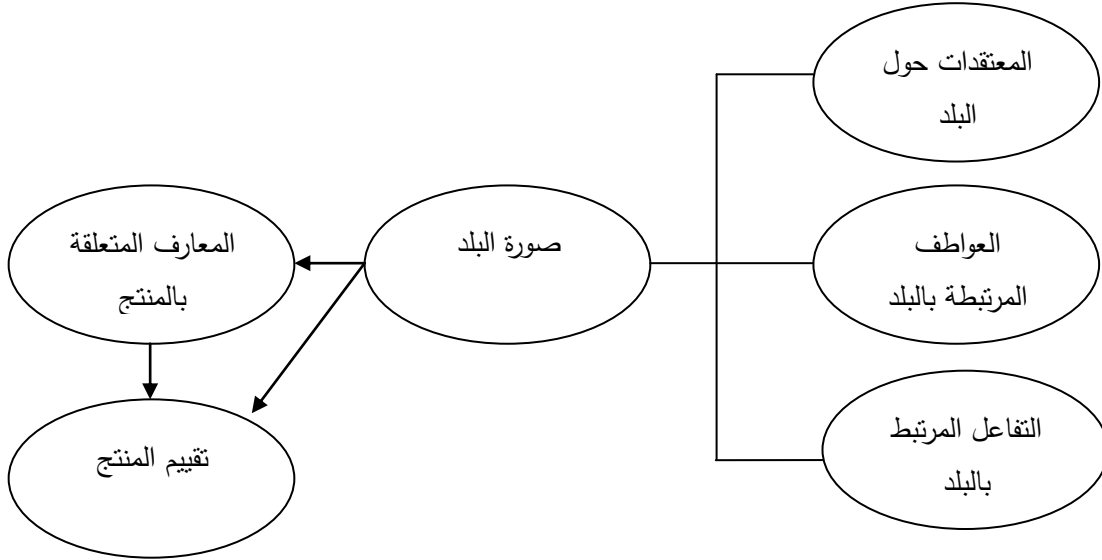 المعتقدات حول
البلد
العواطف
المرتبطة بالبلد
التفاعل المرتبط
بالبلد
صورة البلد
المعارف المتعلقة
بالمنتج
تقييم المنتج